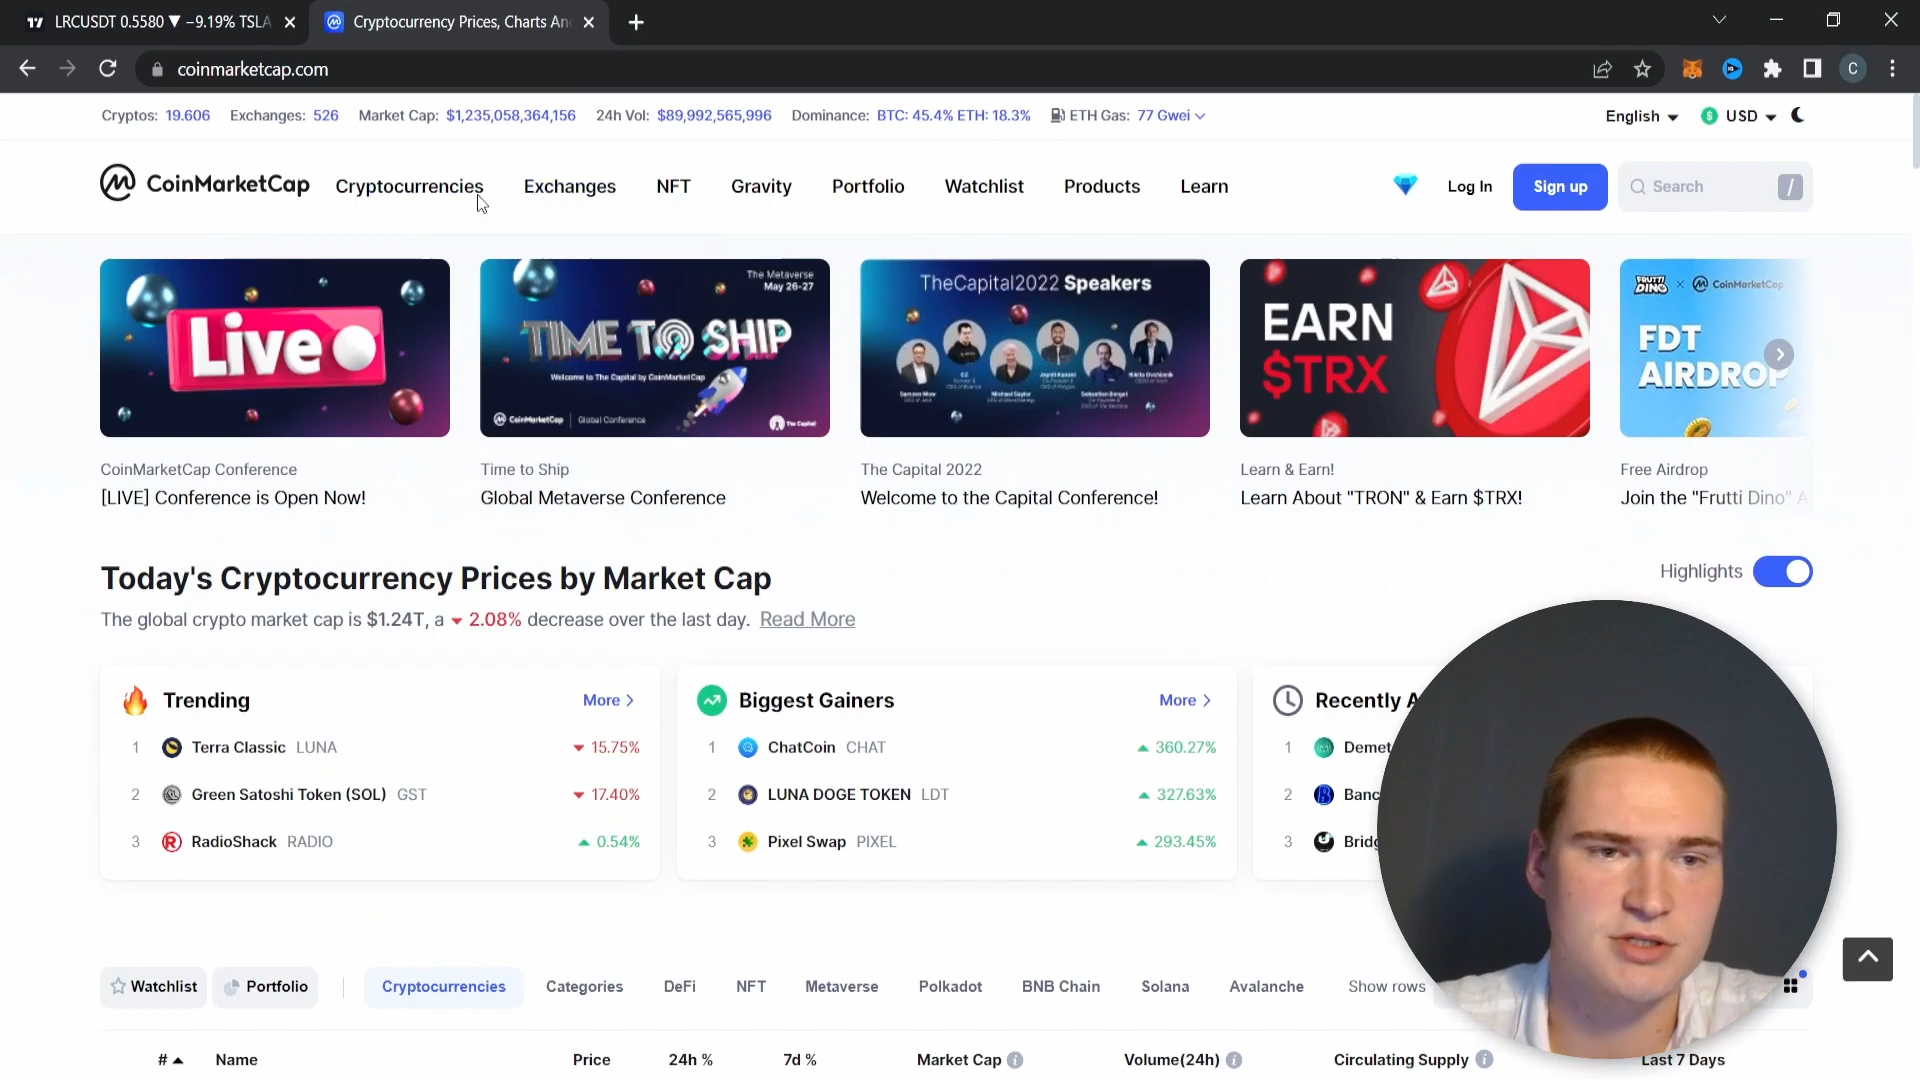 LRCUSDT 0.5580 ▼ −9.19% TSLA
Cryptocurrency Prices, Charts An
coinmarketcap.com
C
Cryptos: 19.606 Exchanges: 526 Market Cap: $1,235,058,364,156 24h Vol: $89,992,565,996 Dominance: BTC: 45.4% ETH: 18.3% ETH Gas: 77 Gwei
English USD
CoinMarketCap Cryptocurrencies Exchanges NFT Gravity Portfolio Watchlist Products Learn
Log In Sign up Search /
Live
The Metaverse
May 26-27
TIME TO SHIP
Welcome to The Capital by CoinMarketCap
CoinMarketCap Global Conference
The Capital
TheCapital2022 Speakers
EARN
$TRX
FRUTTI DINO × CoinMarketCap
FDT
AIRDROP
CoinMarketCap Conference
[LIVE] Conference is Open Now!
Time to Ship
Global Metaverse Conference
The Capital 2022
Welcome to the Capital Conference!
Learn & Earn!
Learn About "TRON" & Earn $TRX!
Free Airdrop
Join the "Frutti Dino" A
Today's Cryptocurrency Prices by Market Cap
Highlights
The global crypto market cap is $1.24T, a ▼ 2.08% decrease over the last day. Read More
Trending More >
1 Terra Classic LUNA ▼ 15.75%
2 Green Satoshi Token (SOL) GST ▼ 17.40%
3 RadioShack RADIO ▲ 0.54%
Biggest Gainers More >
1 ChatCoin CHAT ▲ 360.27%
2 LUNA DOGE TOKEN LDT ▲ 327.63%
3 Pixel Swap PIXEL ▲ 293.45%
Recently A
1 Demet
2 Banc
3 Bridg
Watchlist Portfolio Cryptocurrencies Categories DeFi NFT Metaverse Polkadot BNB Chain Solana Avalanche Show rows
# Name Price 24h % 7d % Market Cap Volume(24h) Circulating Supply Last 7 Days